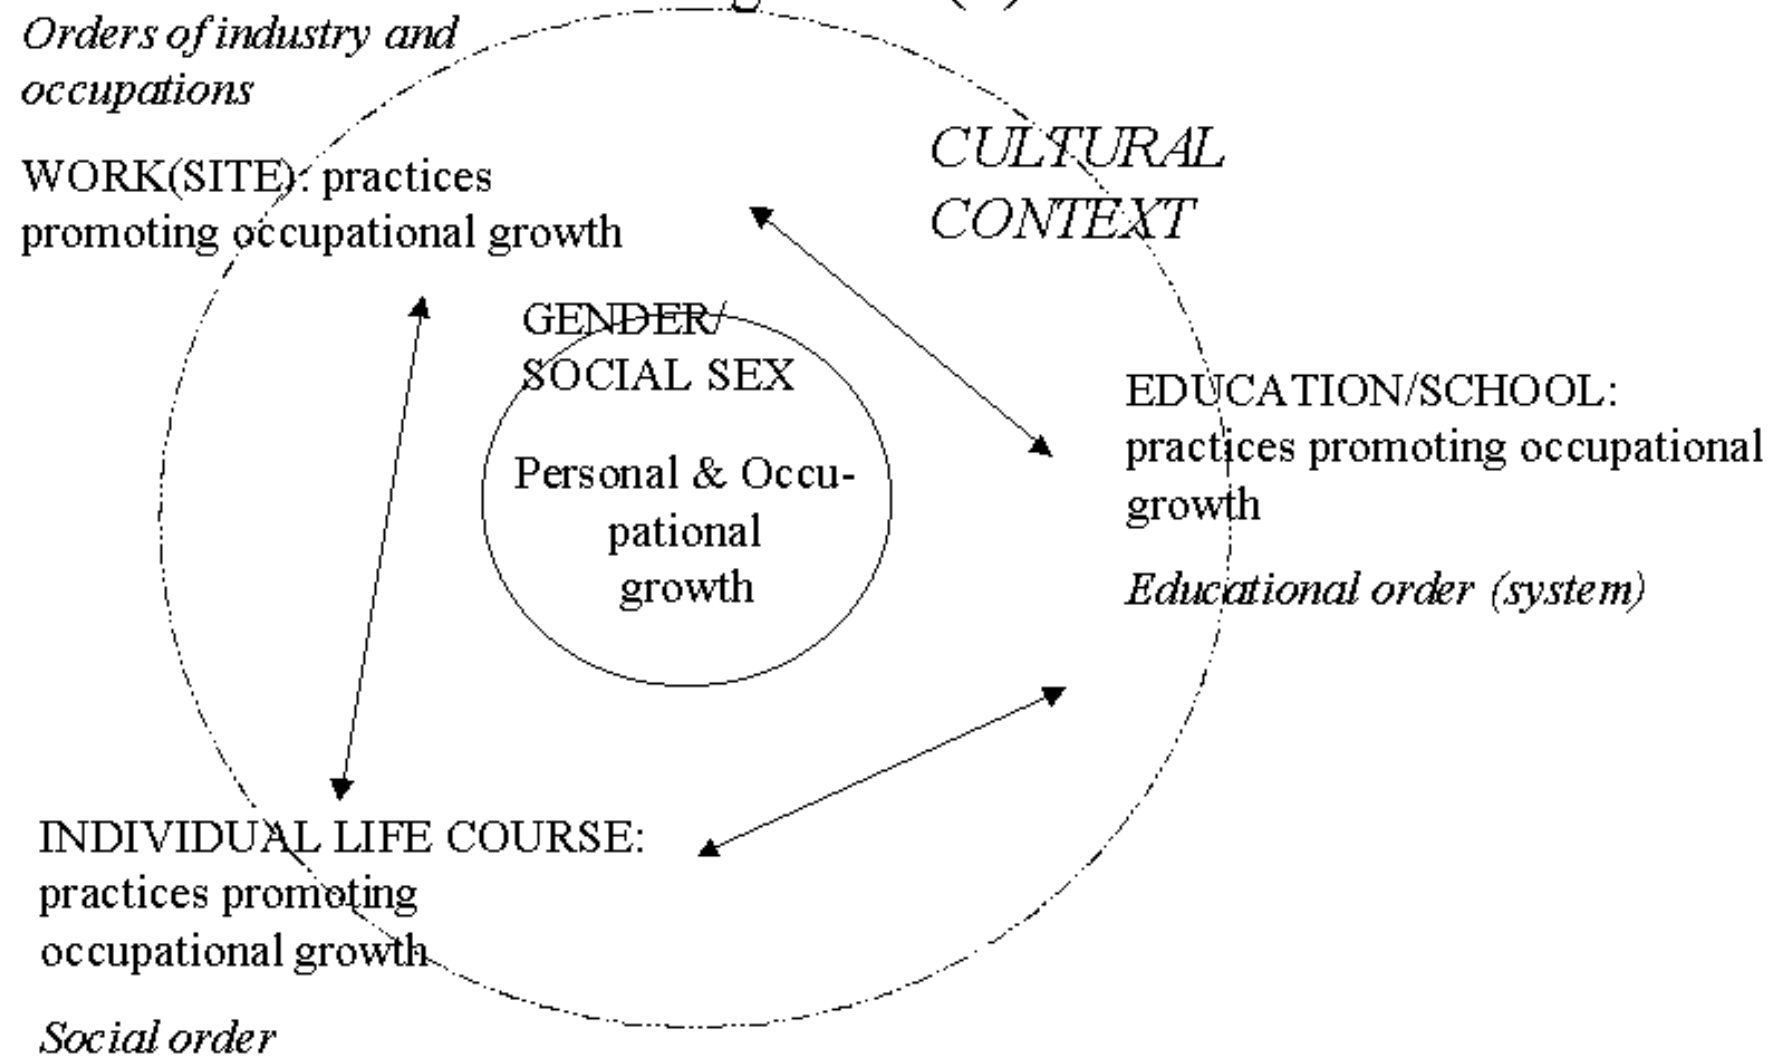 Orders of industry and
occupations
WORK(SITE): practices
promoting occupational growth
CULTURAL
CONTEXT
GENDER/
SOCIAL SEX
Personal & Occu-
pational
growth
EDUCATION/SCHOOL:
practices promoting occupational
growth
Educational order (system)
INDIVIDUAL LIFE COURSE:
practices promoting
occupational growth
Social order